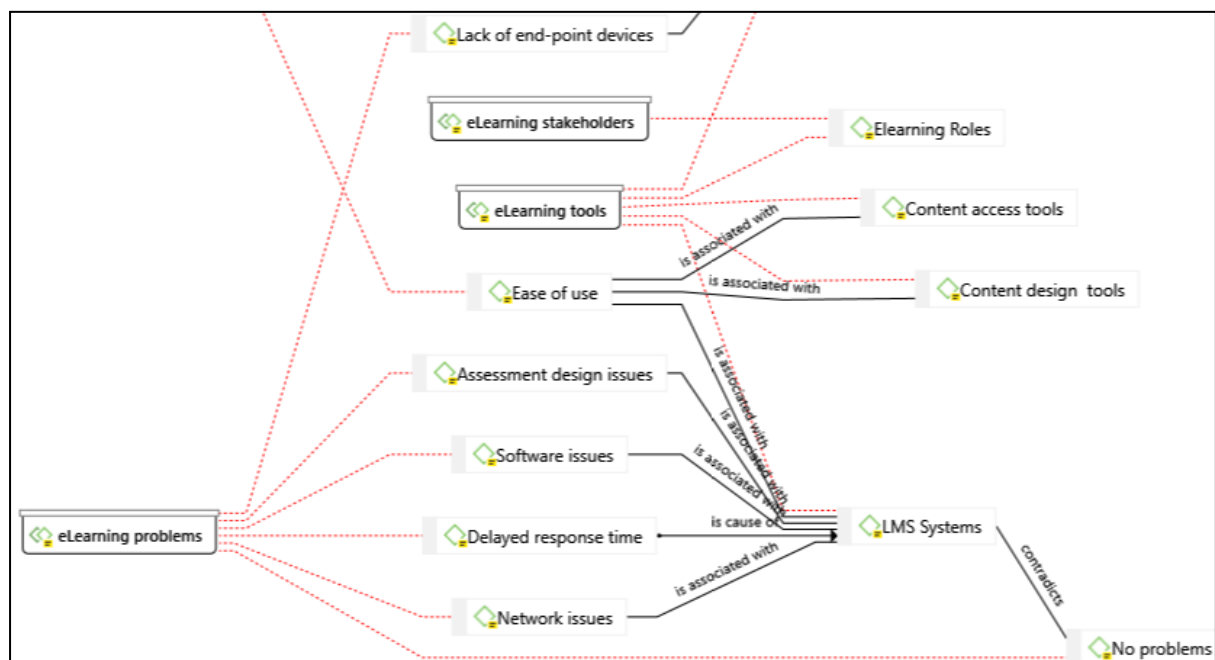 Lack of end-point devices
eLearning stakeholders
Elearning Roles
eLearning tools
Content access tools
is associated with
Ease of use
is associated with
Content design tools
is associated with
Assessment design issues
is associated with
Software issues
is associated with
eLearning problems
Delayed response time
is cause of
LMS Systems
is associated with
Network issues
contradicts
No problems